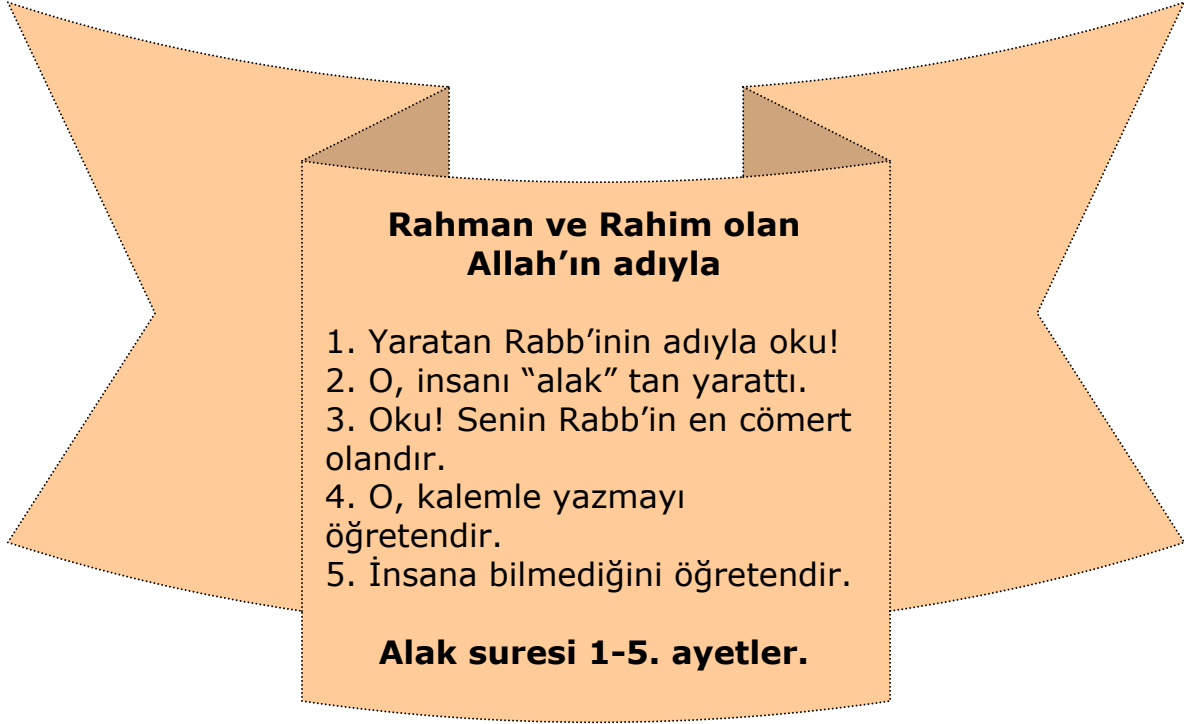 Rahman ve Rahim olan
Allah’ın adıyla
1. Yaratan Rabb’inin adıyla oku!
2. O, insanı “alak” tan yarattı.
3. Oku! Senin Rabb’in en cömert
olandır.
4. O, kalemle yazmayı
öğretendir.
5. İnsana bilmediğini öğretendir.
Alak suresi 1-5. ayetler.